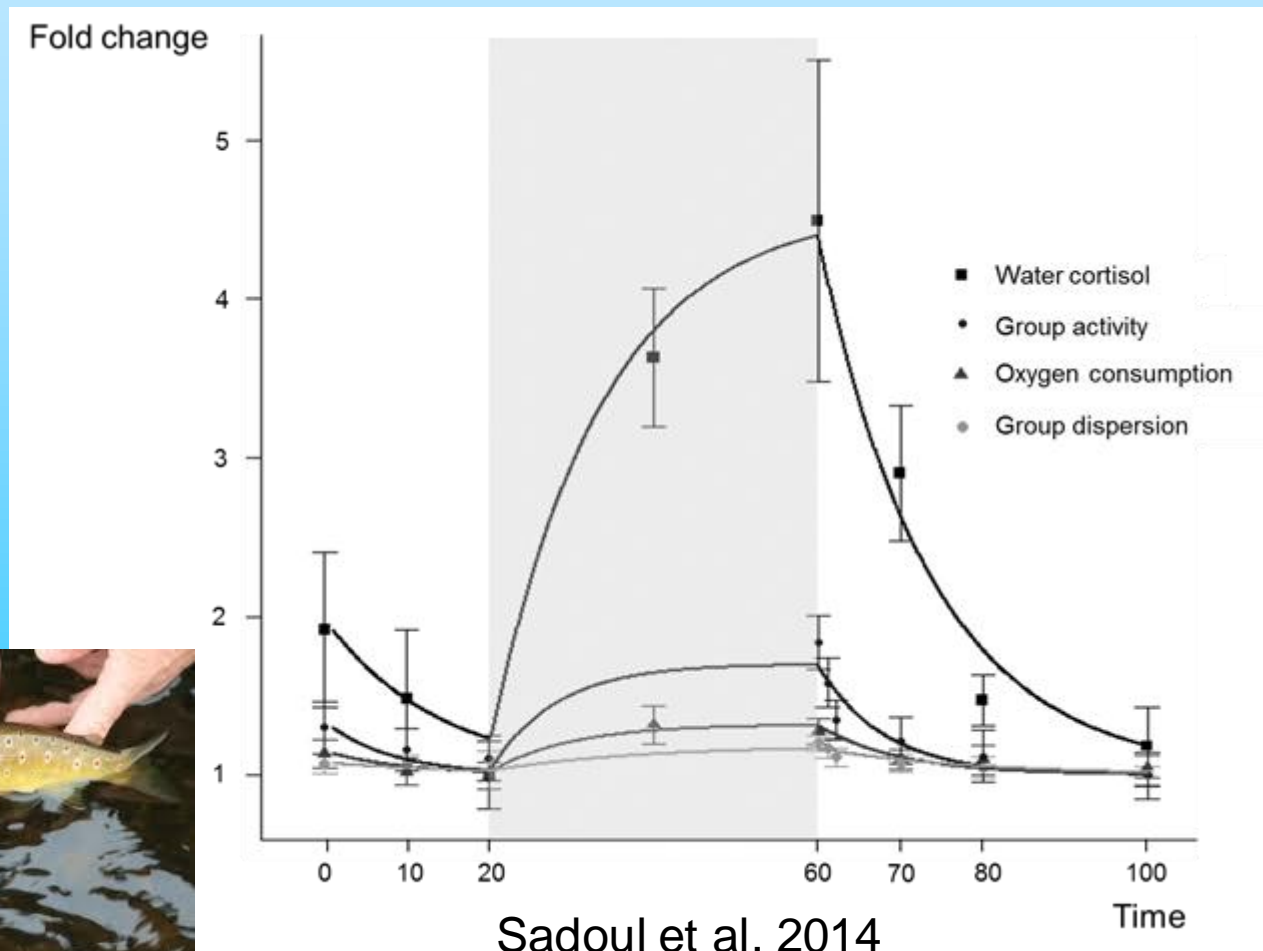 Fold change
5
4
3
2
1
Water cortisol
Group activity
Oxygen consumption
Group dispersion
0 10 20 60 70 80 100
Time
Sadoul et al. 2014